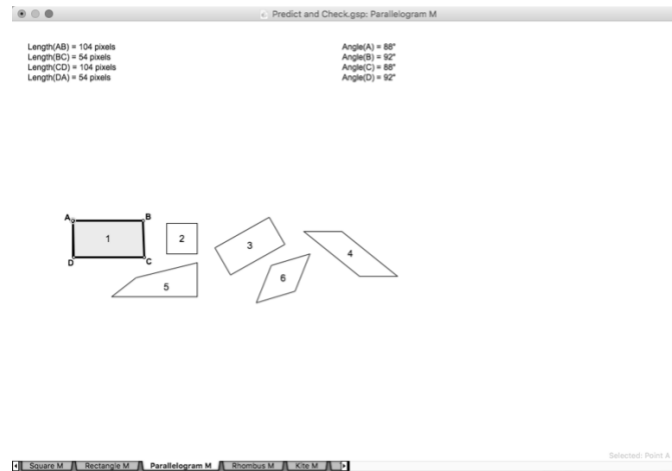 Predict and Check.gsp: Parallelogram M
Length(AB) = 104 pixels
Length(BC) = 54 pixels
Length(CD) = 104 pixels
Length(DA) = 54 pixels
Angle(A) = 88°
Angle(B) = 92°
Angle(C) = 88°
Angle(D) = 92°
A
B
1
2
3
4
D
C
5
6
Selected: Point A
Square M
Rectangle M
Parallelogram M
Rhombus M
Kite M